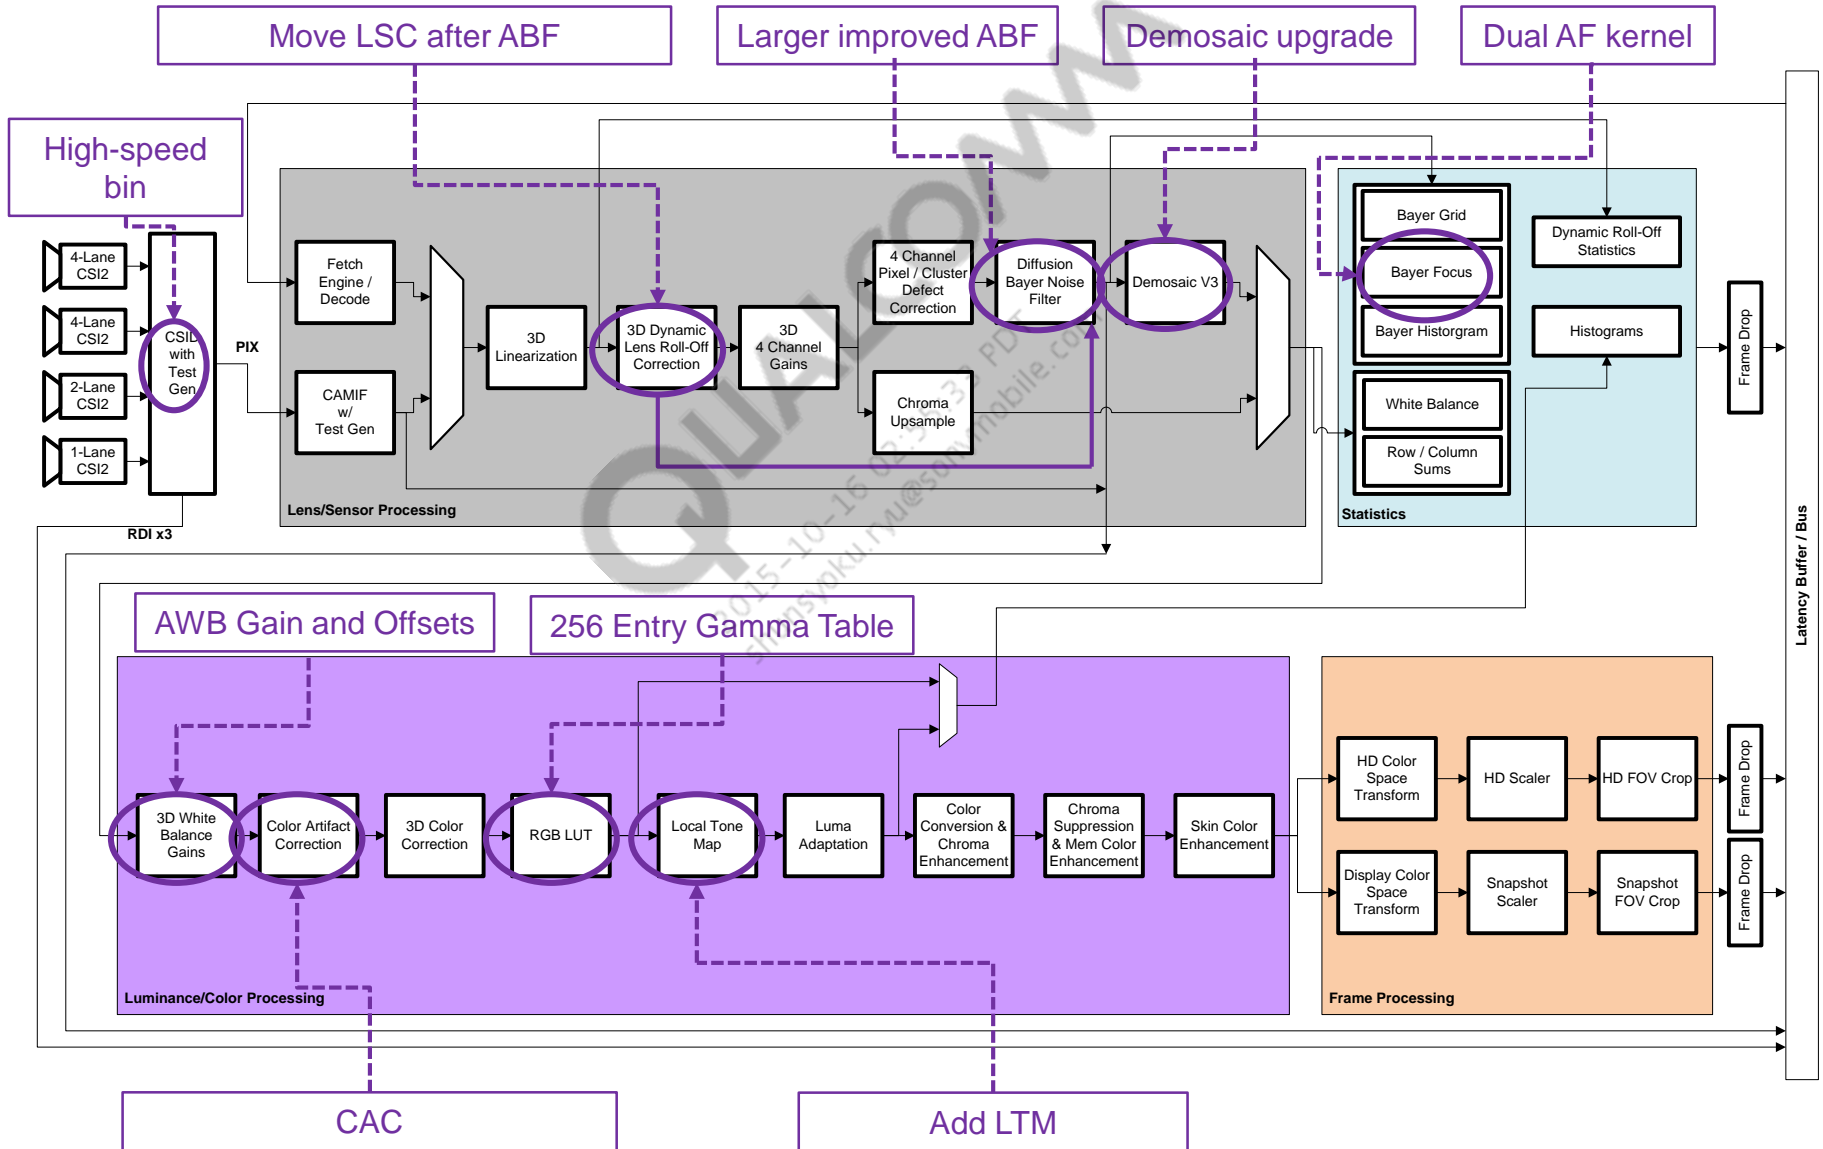 Move LSC after ABF
Larger improved ABF
Demosaic upgrade
Dual AF kernel
High-speed
bin
4-Lane
CSI2
4-Lane
CSI2
2-Lane
CSI2
1-Lane
CSI2
CSID
with
Test
Gen
PIX
RDI x3
Fetch
Engine /
Decode
CAMIF
w/
Test Gen
3D
Linearization
3D Dynamic
Lens Roll-Off
Correction
3D
4 Channel
Gains
4 Channel
Pixel / Cluster
Defect
Correction
Chroma
Upsample
Diffusion
Bayer Noise
Filter
Demosaic V3
Lens/Sensor Processing
Bayer Grid
Bayer Focus
Bayer Historgram
White Balance
Row / Column
Sums
Dynamic Roll-Off
Statistics
Histograms
Statistics
Frame Drop
Latency Buffer / Bus
QUALCOMM
2015-10-16 02:55:33 PDT
AWB Gain and Offsets
256 Entry Gamma Table
3D White
Balance
Gains
Color Artifact
Correction
3D Color
Correction
RGB LUT
Local Tone
Map
Luma
Adaptation
Color
Conversion &
Chroma
Enhancement
Chroma
Suppression
& Mem Color
Enhancement
Skin Color
Enhancement
Luminance/Color Processing
HD Color
Space
Transform
HD Scaler
HD FOV Crop
Frame Drop
Display Color
Space
Transform
Snapshot
Scaler
Snapshot
FOV Crop
Frame Drop
Frame Processing
CAC
Add LTM